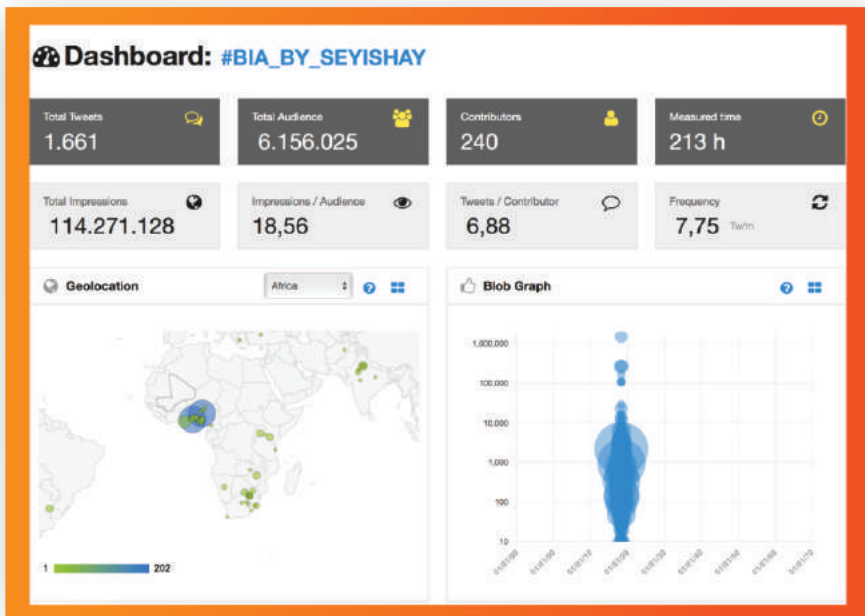 Dashboard: #BIA_BY_SEYISHAY
Total Tweets
1.661
Total Audience
6.156.025
Contributors
240
Measured time
213 h
Total Impressions
114.271.128
Impressions / Audience
18,56
Tweets / Contributor
6,88
Frequency
7,75 Tw/m
Geolocation
Africa
Blob Graph
1,000,000
100,000
10,000
1,000
100
10
1
202